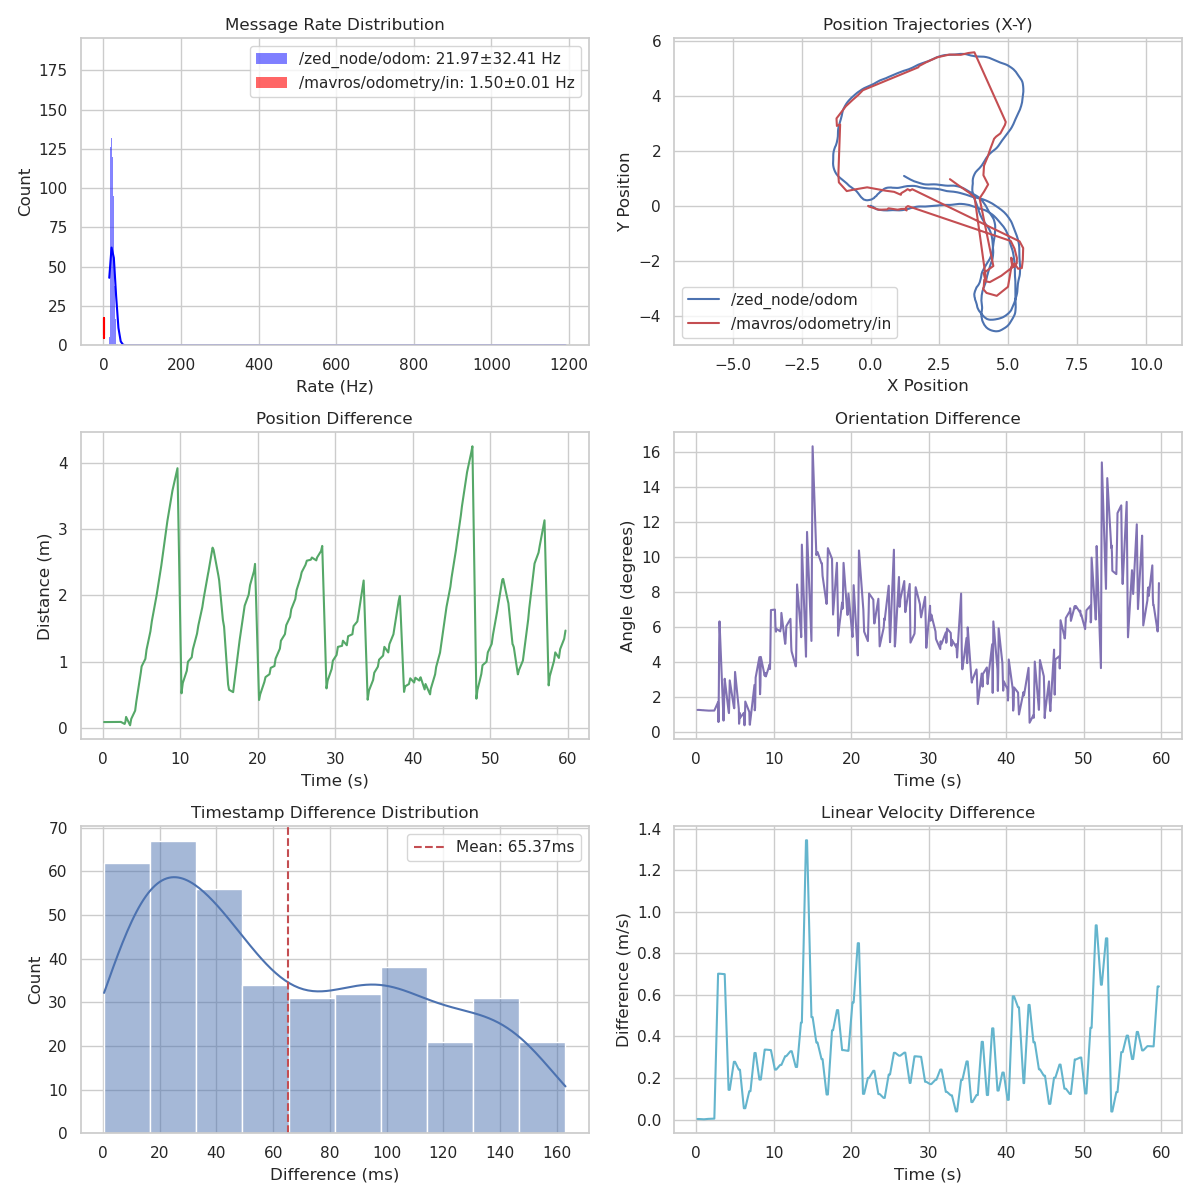 Message Rate Distribution
/zed_node/odom: 21.97±32.41 Hz
/mavros/odometry/in: 1.50±0.01 Hz
175
150
125
100
75
50
25
0
Count
0 200 400 600 800 1000 1200
Rate (Hz)
Position Trajectories (X-Y)
6
4
2
0
−2
−4
Y Position
/zed_node/odom
/mavros/odometry/in
−5.0 −2.5 0.0 2.5 5.0 7.5 10.0
X Position
Position Difference
4
3
2
1
0
Distance (m)
0 10 20 30 40 50 60
Time (s)
Orientation Difference
16
14
12
10
8
6
4
2
0
Angle (degrees)
0 10 20 30 40 50 60
Time (s)
Timestamp Difference Distribution
Mean: 65.37ms
70
60
50
40
30
20
10
0
Count
0 20 40 60 80 100 120 140 160
Difference (ms)
Linear Velocity Difference
1.4
1.2
1.0
0.8
0.6
0.4
0.2
0.0
Difference (m/s)
0 10 20 30 40 50 60
Time (s)